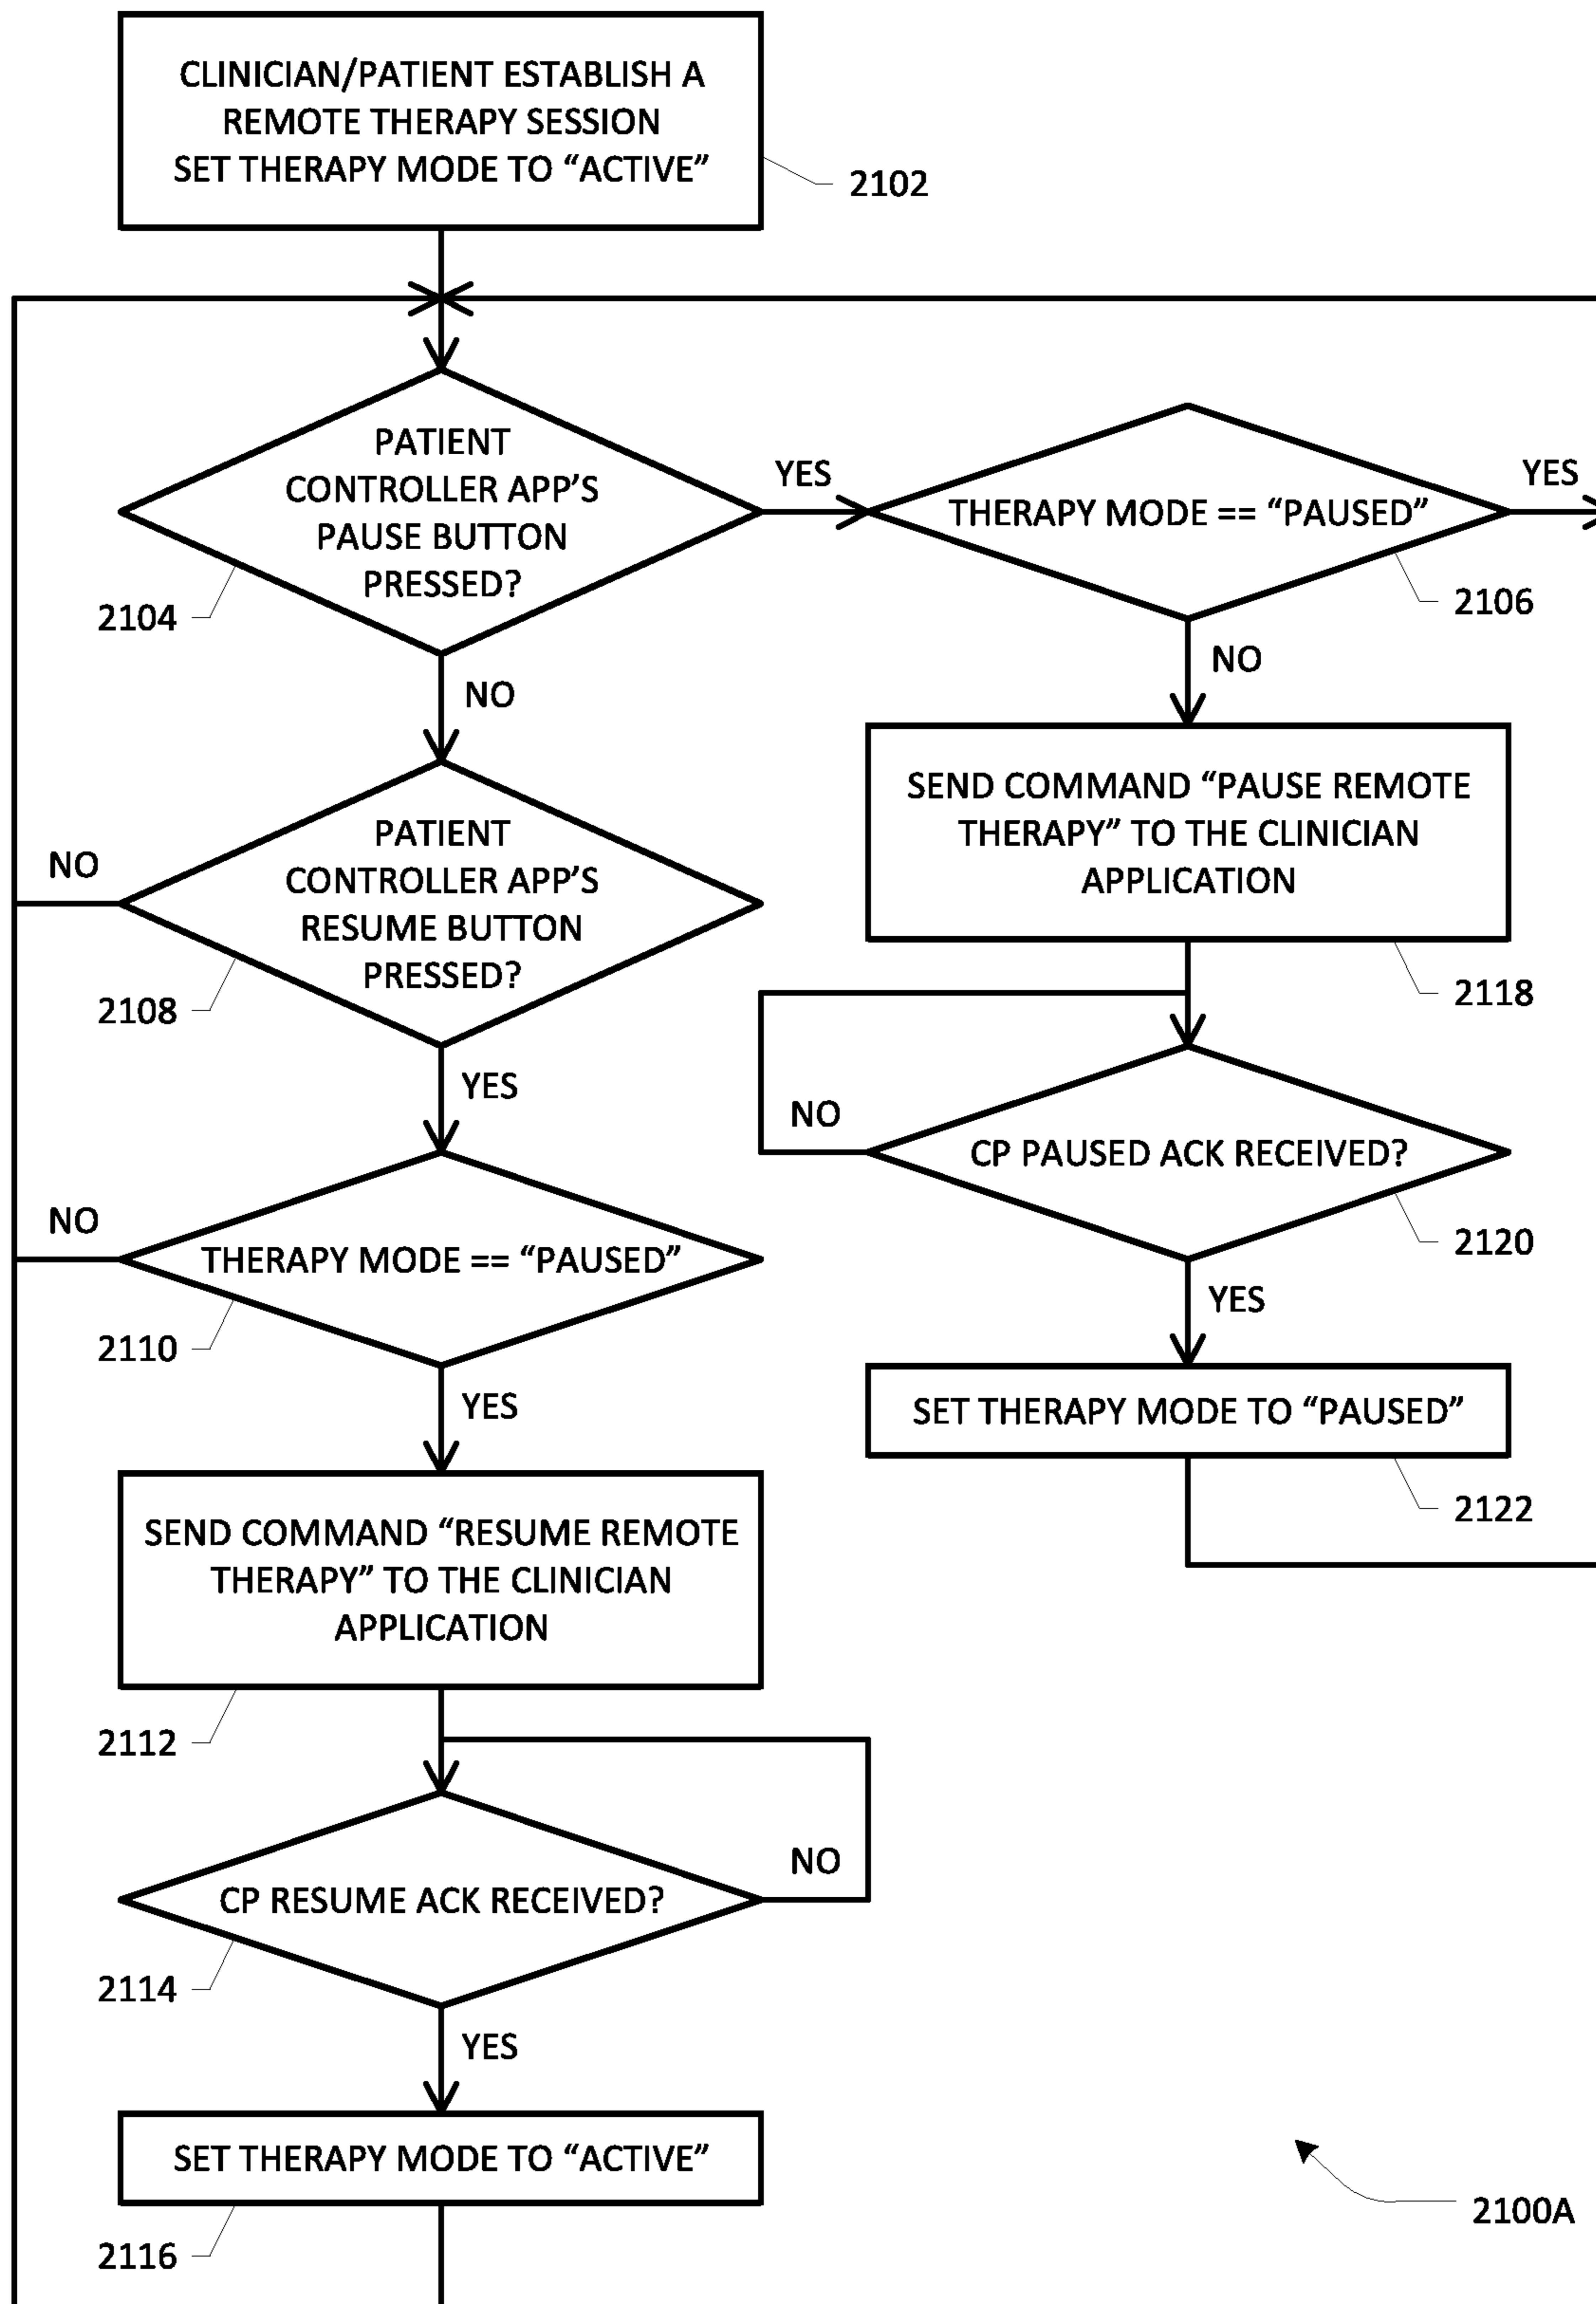 CLINICIAN/PATIENT ESTABLISH A
REMOTE THERAPY SESSION
SET THERAPY MODE TO “ACTIVE”
2102
PATIENT
CONTROLLER APP’S
PAUSE BUTTON
PRESSED?
2104
YES
THERAPY MODE == “PAUSED”
2106
YES
NO
NO
PATIENT
CONTROLLER APP’S
RESUME BUTTON
PRESSED?
2108
NO
YES
SEND COMMAND “PAUSE REMOTE
THERAPY” TO THE CLINICIAN
APPLICATION
2118
NO
CP PAUSED ACK RECEIVED?
2120
YES
NO
THERAPY MODE == “PAUSED”
2110
YES
SET THERAPY MODE TO “PAUSED”
2122
SEND COMMAND “RESUME REMOTE
THERAPY” TO THE CLINICIAN
APPLICATION
2112
NO
CP RESUME ACK RECEIVED?
2114
YES
SET THERAPY MODE TO “ACTIVE”
2116
2100A